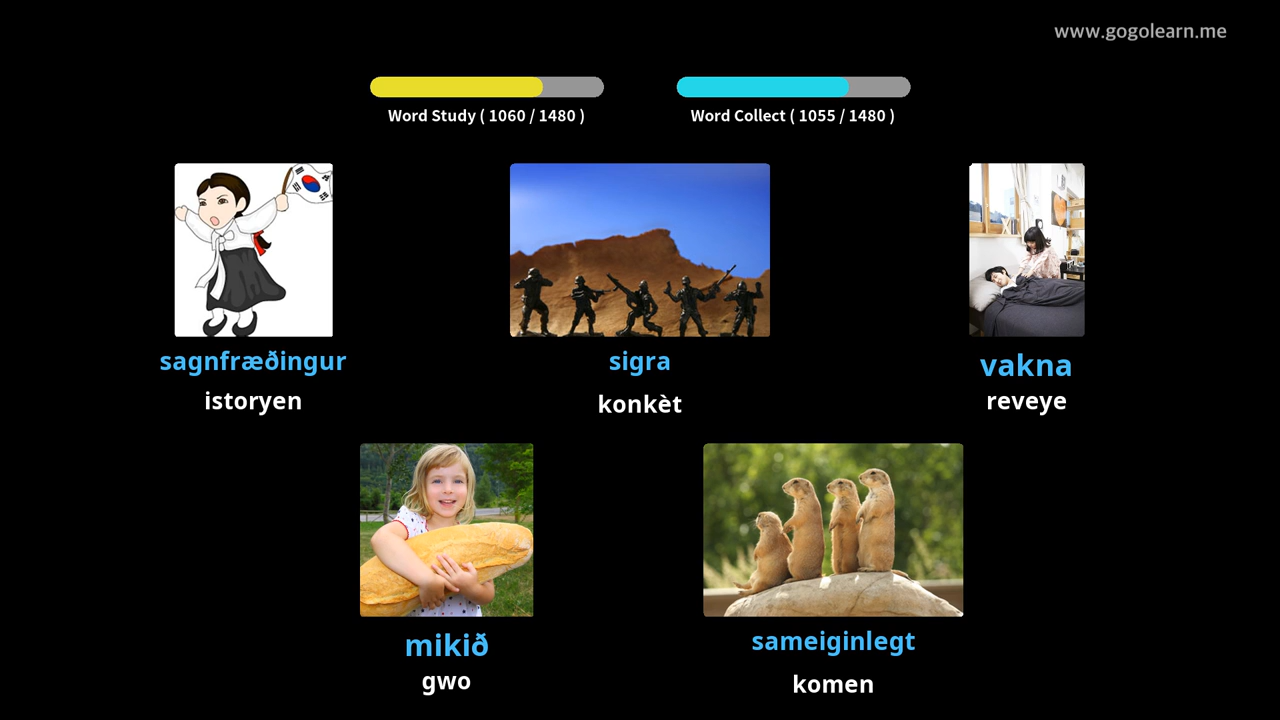 www.gogolearn.me
Word Study ( 1060 / 1480 )
Word Collect ( 1055 / 1480 )
sagnfræðingur
istoryen
sigra
konkèt
vakna
reveye
mikið
gwo
sameiginlegt
komen